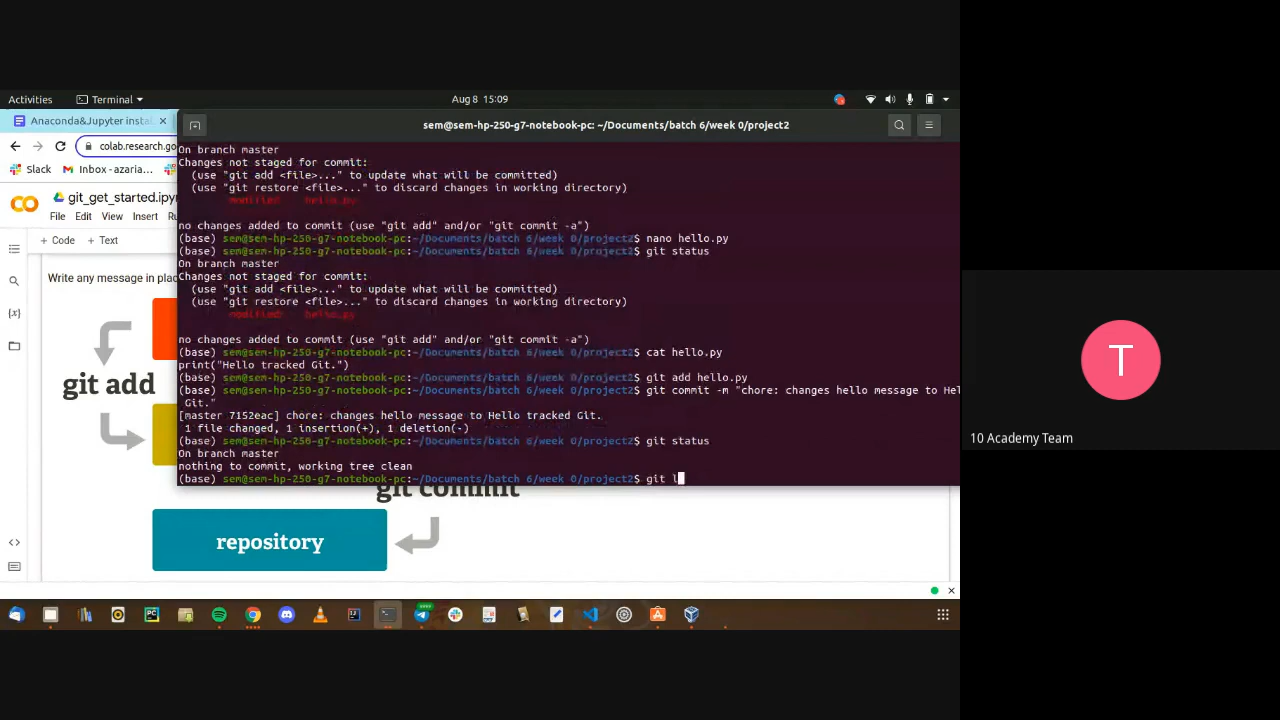 Activities
Terminal
Aug 8 15:09
Anaconda&Jupyter insta
sem@sem-hp-250-g7-notebook-pc: ~/Documents/batch 6/week 0/project2
colab.research.go
Slack
Inbox - azaria
git_get_started.ipyn
File Edit View Insert Ru
+ Code + Text
Write any message in plac
git add
On branch master
Changes not staged for commit:
(use "git add <file>..." to update what will be committed)
(use "git restore <file>..." to discard changes in working directory)
modified: hello.py
no changes added to commit (use "git add" and/or "git commit -a")
(base) sem@sem-hp-250-g7-notebook-pc:~/Documents/batch 6/week 0/project2$ nano hello.py
(base) sem@sem-hp-250-g7-notebook-pc:~/Documents/batch 6/week 0/project2$ git status
On branch master
Changes not staged for commit:
(use "git add <file>..." to update what will be committed)
(use "git restore <file>..." to discard changes in working directory)
modified: hello.py
no changes added to commit (use "git add" and/or "git commit -a")
(base) sem@sem-hp-250-g7-notebook-pc:~/Documents/batch 6/week 0/project2$ cat hello.py
print("Hello tracked Git.")
(base) sem@sem-hp-250-g7-notebook-pc:~/Documents/batch 6/week 0/project2$ git add hello.py
(base) sem@sem-hp-250-g7-notebook-pc:~/Documents/batch 6/week 0/project2$ git commit -m "chore: changes hello message to Hel
Git."
[master 7152eac] chore: changes hello message to Hello tracked Git.
1 file changed, 1 insertion(+), 1 deletion(-)
(base) sem@sem-hp-250-g7-notebook-pc:~/Documents/batch 6/week 0/project2$ git status
On branch master
nothing to commit, working tree clean
(base) sem@sem-hp-250-g7-notebook-pc:~/Documents/batch 6/week 0/project2$ git l
git commit
repository
T
10 Academy Team